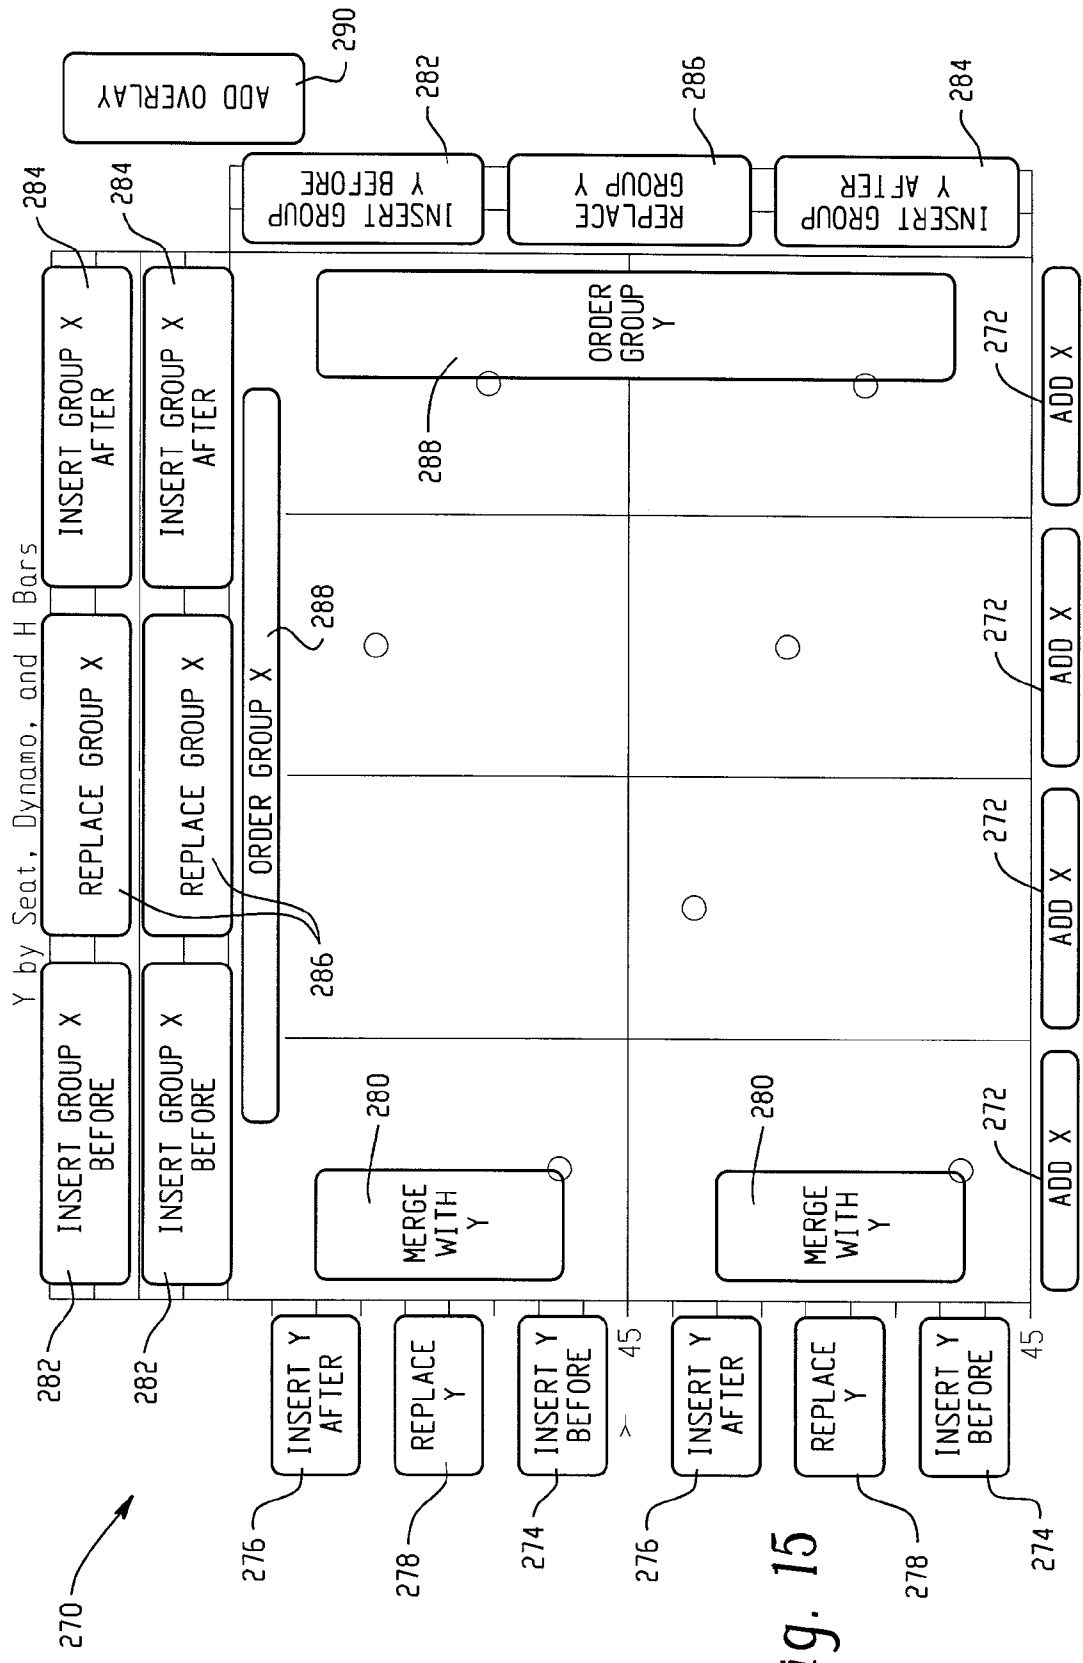 Y by Seat, Dynamo, and H Bars
270
282
INSERT GROUP X
BEFORE
REPLACE GROUP X
INSERT GROUP X
AFTER
284
ADD OVERLAY
290
282
INSERT GROUP X
BEFORE
REPLACE GROUP X
286
INSERT GROUP X
AFTER
284
ORDER GROUP X
288
276
INSERT Y
AFTER
278
REPLACE
Y
274
INSERT Y
BEFORE
MERGE
WITH
Y
280
288
ORDER
GROUP
Y
INSERT GROUP
Y BEFORE
282
REPLACE
GROUP Y
286
INSERT GROUP
Y AFTER
284
Y
45
276
INSERT Y
AFTER
278
REPLACE
Y
274
INSERT Y
BEFORE
MERGE
WITH
Y
280
45
272
272
272
272
ADD X
ADD X
ADD X
ADD X
15